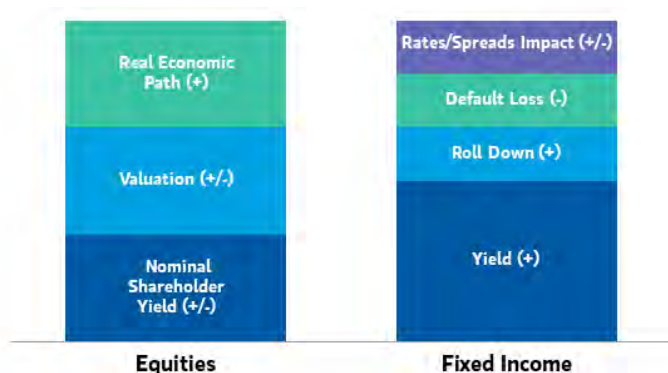 Real Economic
Path (+)
Valuation (+/-)
Nominal
Shareholder
Yield (+/-)
Equities
Rates/Spreads Impact (+/-)
Default Loss (-)
Roll Down (+)
Yield (+)
Fixed Income